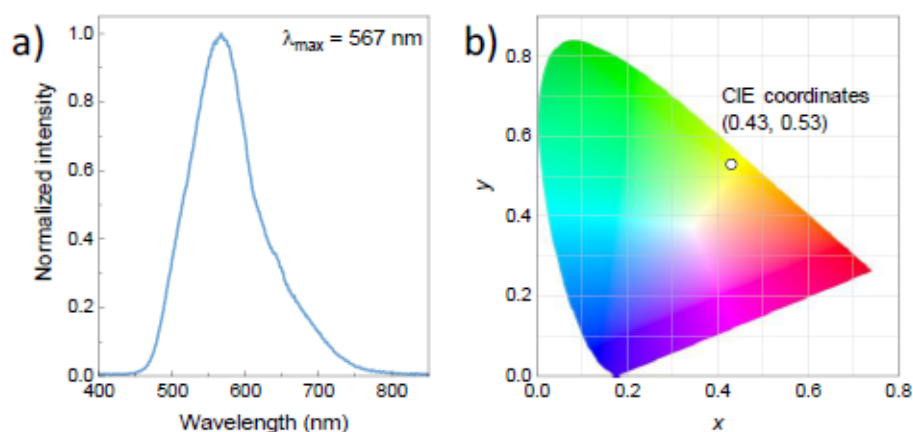 a)
λmax = 567 nm
Normalized intensity
1.0
0.8
0.6
0.4
0.2
0.0
400 500 600 700 800
Wavelength (nm)
b)
CIE coordinates
(0.43, 0.53)
y
0.8
0.6
0.4
0.2
0.0
0.0 0.2 0.4 0.6 0.8
x